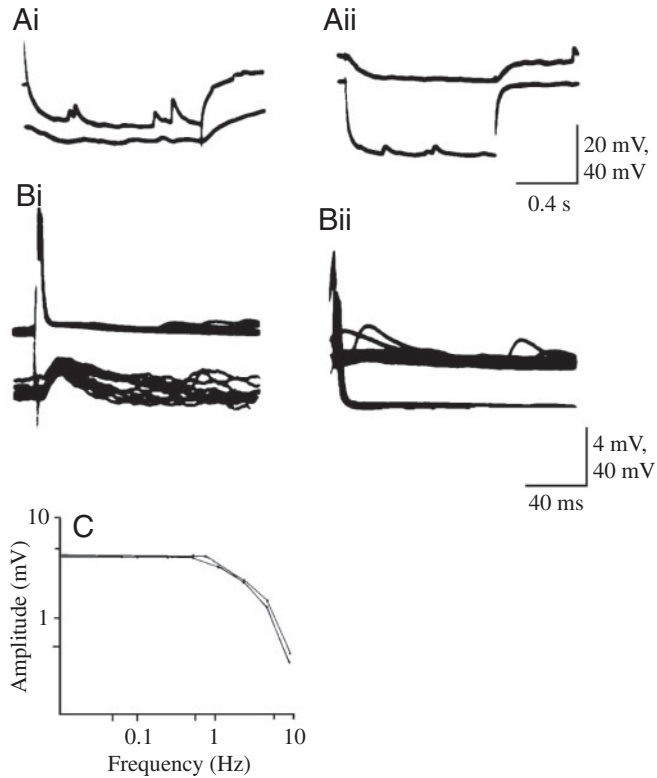 Ai
Aii
20 mV,
40 mV
0.4 s
Bi
Bii
4 mV,
40 mV
40 ms
C
10
1
Amplitude (mV)
0.1
1
10
Frequency (Hz)